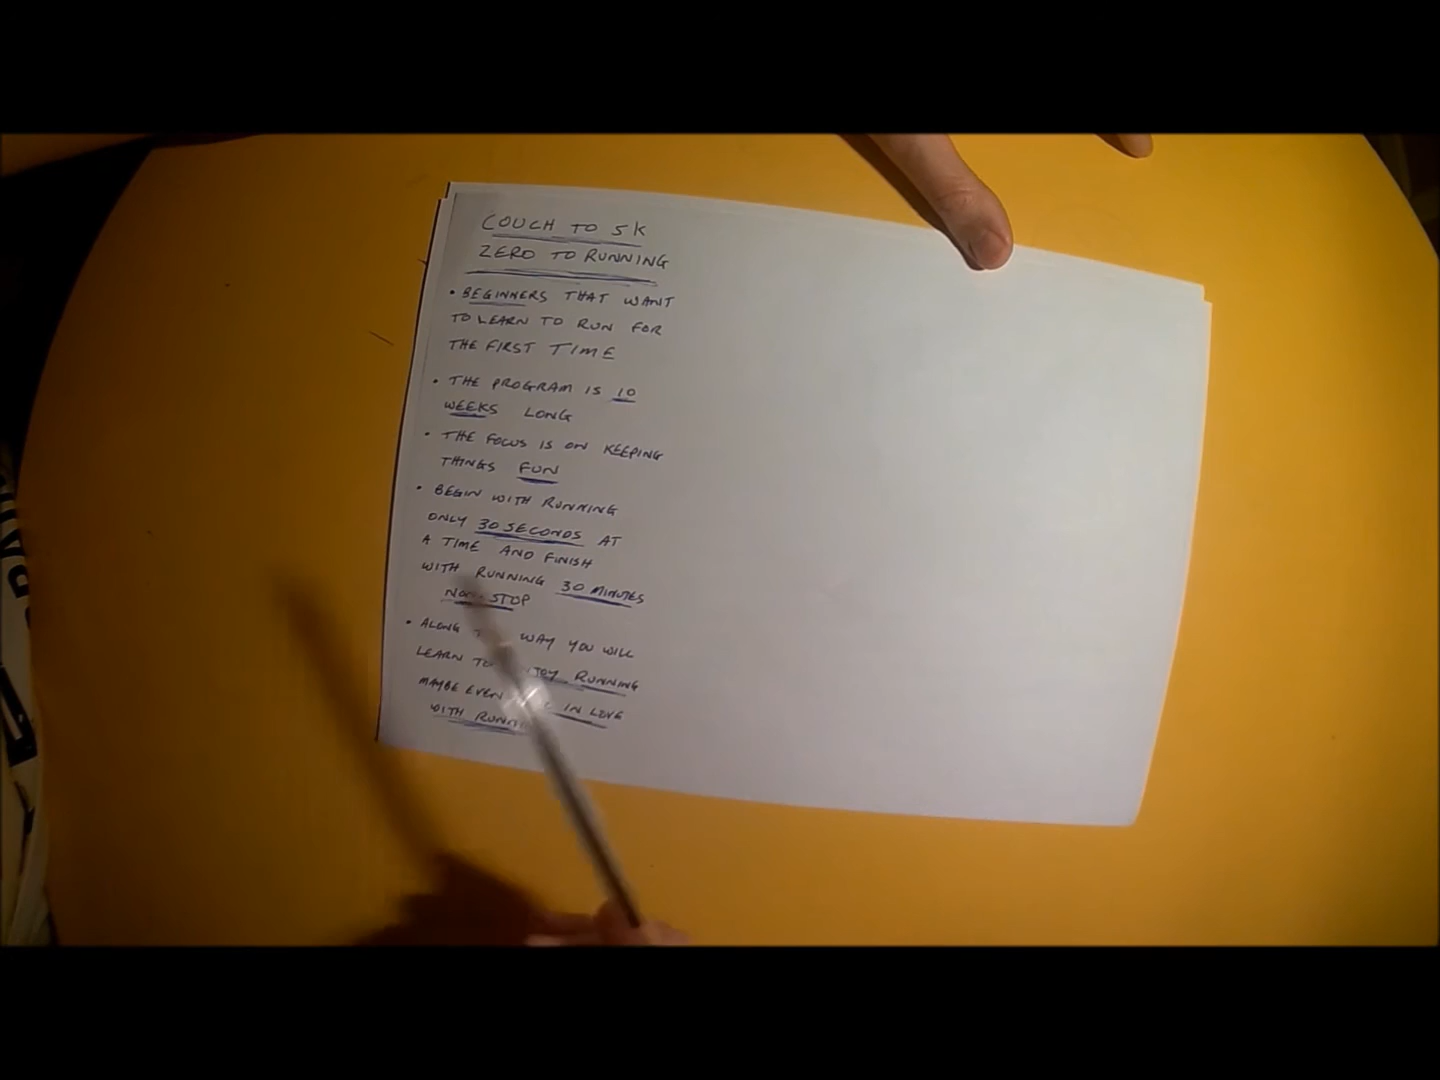 COUCH TO 5K
ZERO TO RUNNING
• BEGINNERS THAT WANT
TO LEARN TO RUN FOR
THE FIRST TIME
• THE PROGRAM IS 10
WEEKS LONG
• THE FOCUS IS ON KEEPING
THINGS FUN
• BEGIN WITH RUNNING
ONLY 30 SECONDS AT
A TIME AND FINISH
WITH RUNNING 30 MINUTES
NON-STOP
• ALONG WAY YOU WILL
LEARN TO RUNNING
MAYBE EVEN IN LOVE
WITH